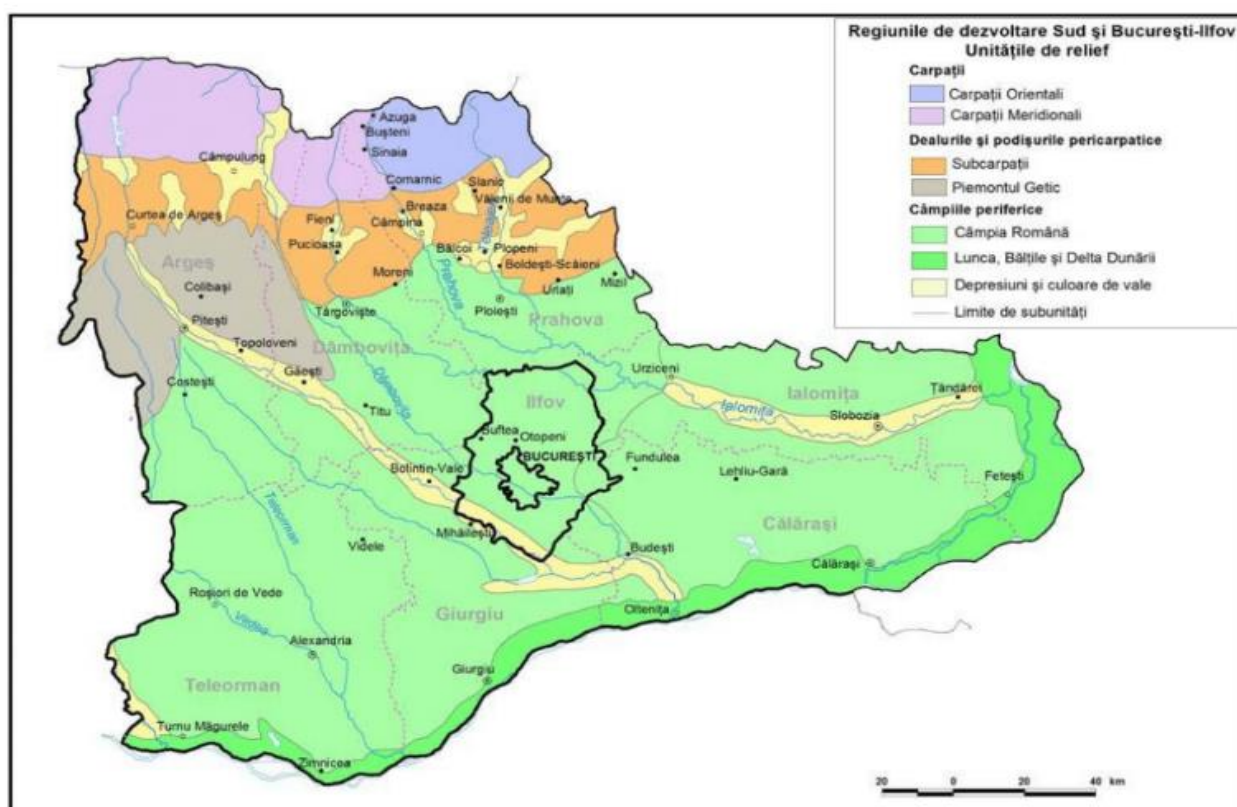 Regiunile de dezvoltare Sud şi Bucureşti-Ilfov
Unităţile de relief
Carpaţii
Carpaţii Orientali
Carpaţii Meridionali
Dealurile şi podişurile pericarpatice
Subcarpaţii
Piemontul Getic
Câmpiile periferice
Câmpia Română
Lunca, Bălţile şi Delta Dunării
Depresiuni şi culoare de vale
Limite de subunităţi
Azuga
Buşteni
Sinaia
Câmpulung
Comarnic
Slanic
Vălenii de Munte
Breaza
Curtea de Argeş
Fieni
Câmpina
Teleajen
Pucioasa
Băicoi
Plopeni
Boldeşti-Scăieni
Argeş
Moreni
Prahova
Urlaţi
Mizil
Colibaşi
Târgovişte
Ploieşti
Prahova
Piteşti
Topoloveni
Dâmboviţa
Găeşti
Costeşti
Dâmboviţa
Urziceni
Ialomiţa
Ţăndărei
Ilfov
Ialomiţa
Slobozia
Titu
Buftea
Otopeni
BUCUREŞTI
Fundulea
Lehliu-Gară
Bolintin-Vale
Feteşti
Teleorman
Mihăileşti
Călăraşi
Videle
Budeşti
Călăraşi
Roşiori de Vede
Giurgiu
Olteniţa
Vedea
Alexandria
Giurgiu
Teleorman
Turnu Măgurele
Zimnicea
20 0 20 40 km